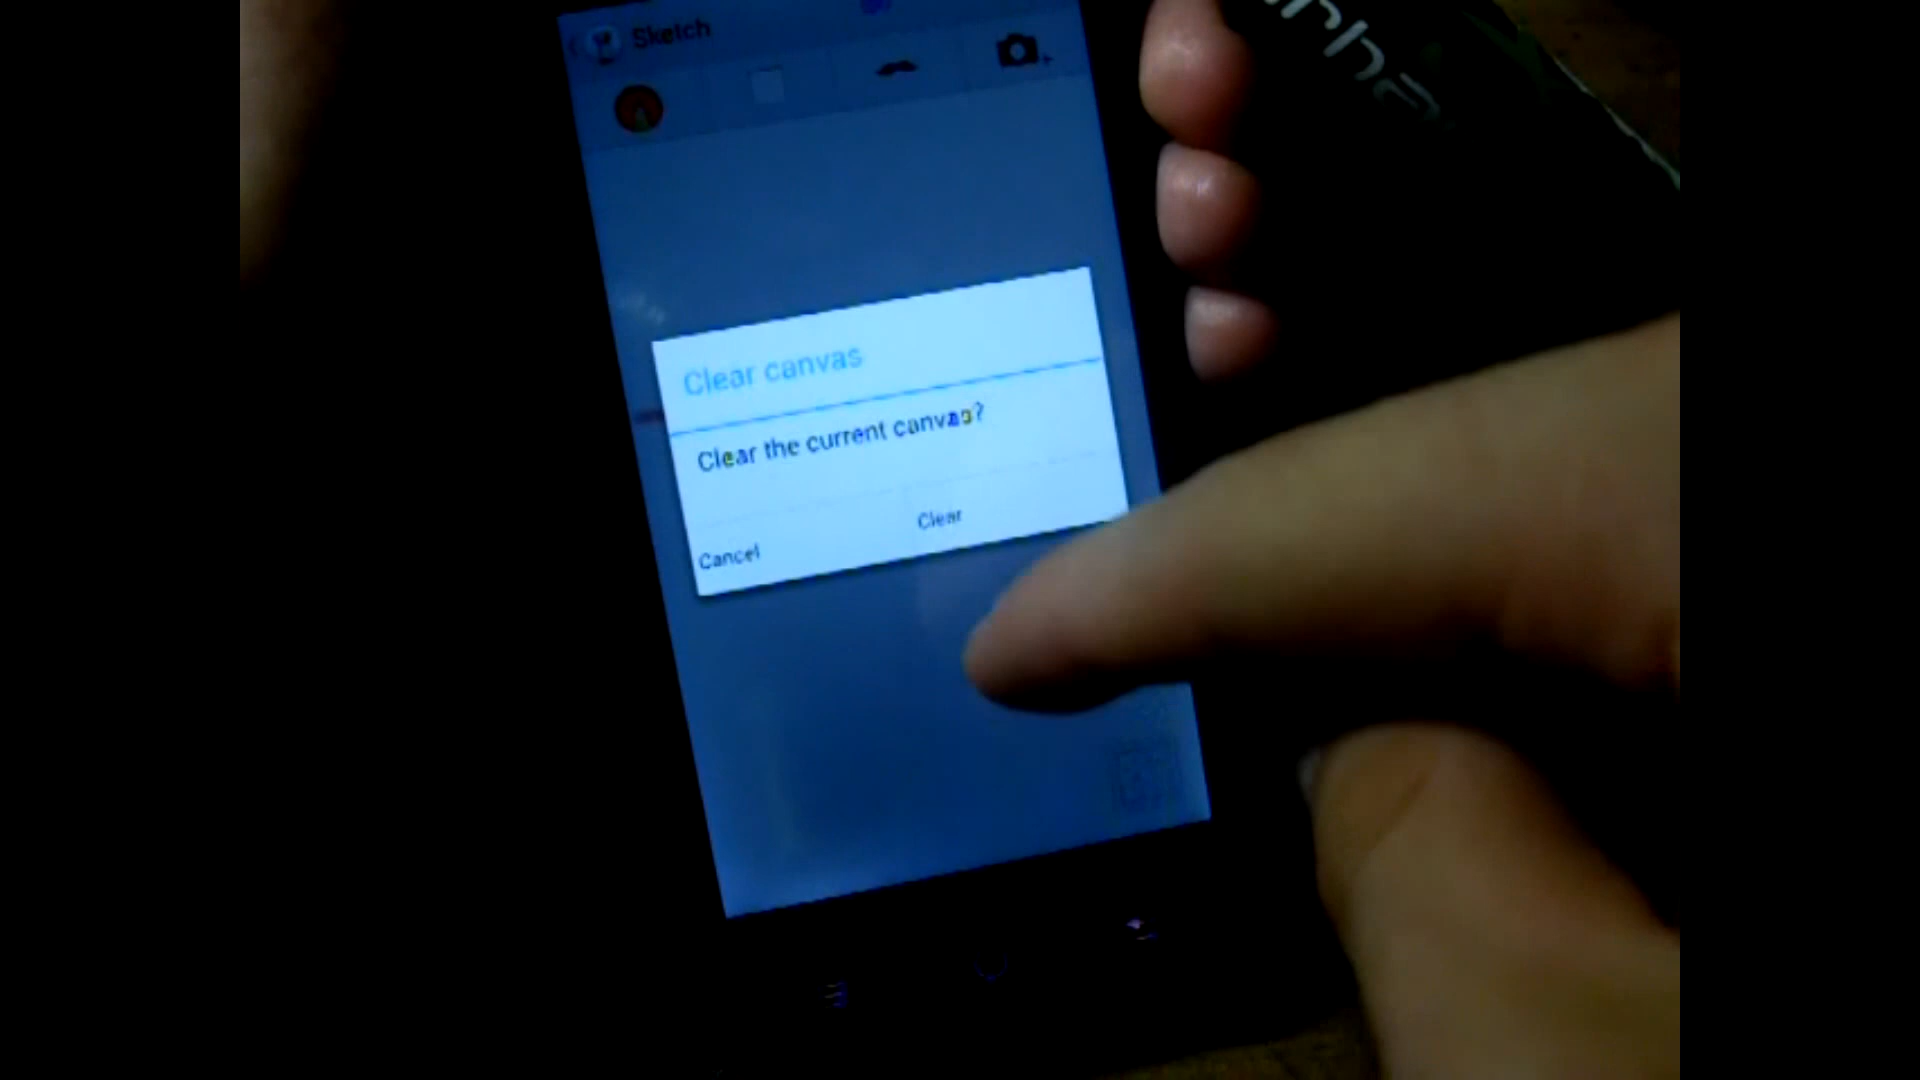 Sketch
Clear canvas
Clear the current canvas?
Cancel
Clear